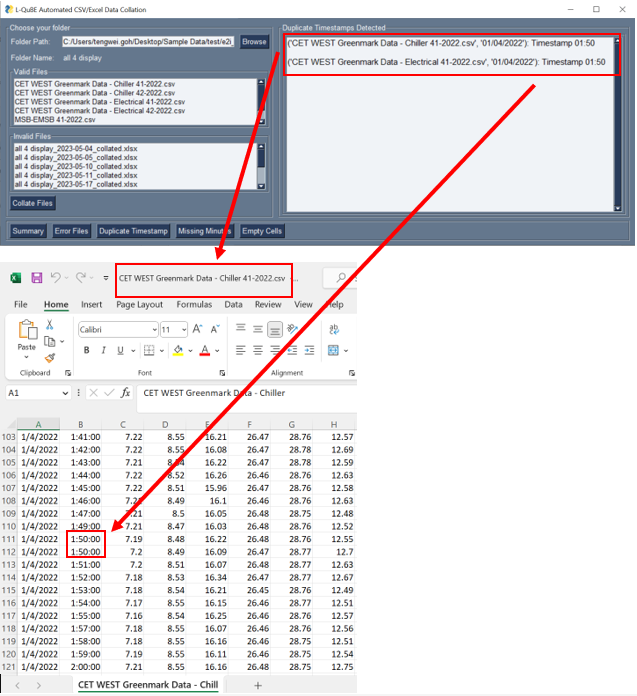 L-QuBE Automated CSV/Excel Data Collation
Choose your folder
Folder Path: C:/Users/tengwei.goh/Desktop/Sample Data/test/e2i Browse
Folder Name: all 4 display
Valid Files
CET WEST Greenmark Data - Chiller 41-2022.csv
CET WEST Greenmark Data - Chiller 42-2022.csv
CET WEST Greenmark Data - Electrical 41-2022.csv
CET WEST Greenmark Data - Electrical 42-2022.csv
MSB-EMSB 41-2022.csv
Invalid Files
all 4 display_2023-05-04_collated.xlsx
all 4 display_2023-05-05_collated.xlsx
all 4 display_2023-05-10_collated.xlsx
all 4 display_2023-05-11_collated.xlsx
all 4 display_2023-05-17_collated.xlsx
Collate Files
Summary Error Files Duplicate Timestamp Missing Minutes Empty Cells
Duplicate Timestamps Detected
('CET WEST Greenmark Data - Chiller 41-2022.csv', '01/04/2022'): Timestamp 01:50
('CET WEST Greenmark Data - Electrical 41-2022.csv', '01/04/2022'): Timestamp 01:50
CET WEST Greenmark Data - Chiller 41-2022.csv -...
File Home Insert Page Layout Formulas Data Review View Help
Paste
Calibri 11 A A
B I U A
ab
Clipboard Font Alignment
A1 fx CET WEST Greenmark Data - Chiller
A B C D E F G H
103 1/4/2022 1:41:00 7.22 8.55 16.21 26.47 28.76 12.57
104 1/4/2022 1:42:00 7.22 8.55 16.08 26.47 28.78 12.69
105 1/4/2022 1:43:00 7.21 16.22 26.47 28.76 12.59
106 1/4/2022 1:44:00 7.22 8.52 16.26 26.46 28.76 12.63
107 1/4/2022 1:45:00 7.22 8.51 15.96 26.47 28.76 12.58
108 1/4/2022 1:46:00 8.49 16.1 26.46 28.76 12.63
109 1/4/2022 1:47:00 7.21 8.5 16.05 26.48 28.75 12.48
110 1/4/2022 1:49:00 7.21 8.47 16.03 26.48 28.76 12.52
111 1/4/2022 1:50:00 7.19 8.48 16.22 26.48 28.76 12.55
112 1/4/2022 1:50:00 7.2 8.49 16.09 26.48 28.77 12.7
113 1/4/2022 1:51:00 7.2 8.51 16.07 26.48 28.77 12.63
114 1/4/2022 1:52:00 7.18 8.53 16.34 26.47 28.77 12.67
115 1/4/2022 1:53:00 7.18 8.54 16.21 26.45 28.76 12.49
116 1/4/2022 1:54:00 7.17 8.55 16.15 26.46 28.77 12.51
117 1/4/2022 1:55:00 7.16 8.54 16.25 26.46 28.76 12.57
118 1/4/2022 1:57:00 7.18 8.55 16.07 26.46 28.76 12.56
119 1/4/2022 1:58:00 7.18 8.55 16.16 26.46 28.75 12.51
120 1/4/2022 1:59:00 7.19 8.55 16.11 26.46 28.76 12.54
121 1/4/2022 2:00:00 7.21 8.55 16.16 26.48 28.75 12.75
CET WEST Greenmark Data - Chill +